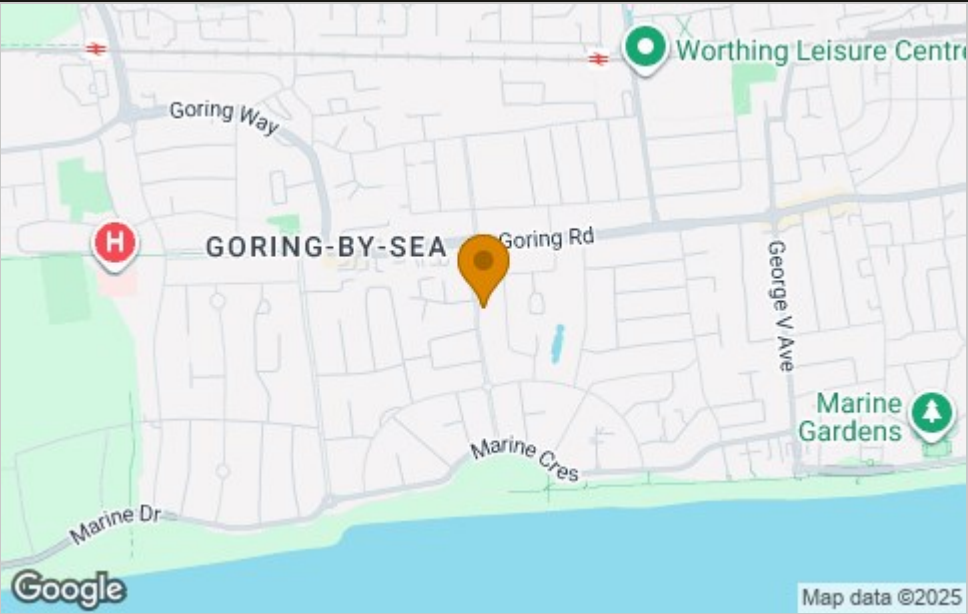 Worthing Leisure Centre
Goring Way
H
GORING-BY-SEA
Goring Rd
George V Ave
Marine
Gardens
Marine Cres
Marine Dr
Google
Map data ©2025